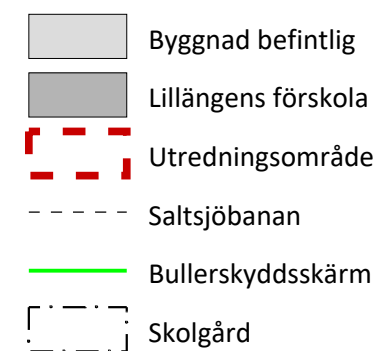 Byggnad befintlig
Lillängens förskola
Utredningsområde
Saltsjöbanan
Bullerskyddsskärm
Skolgård